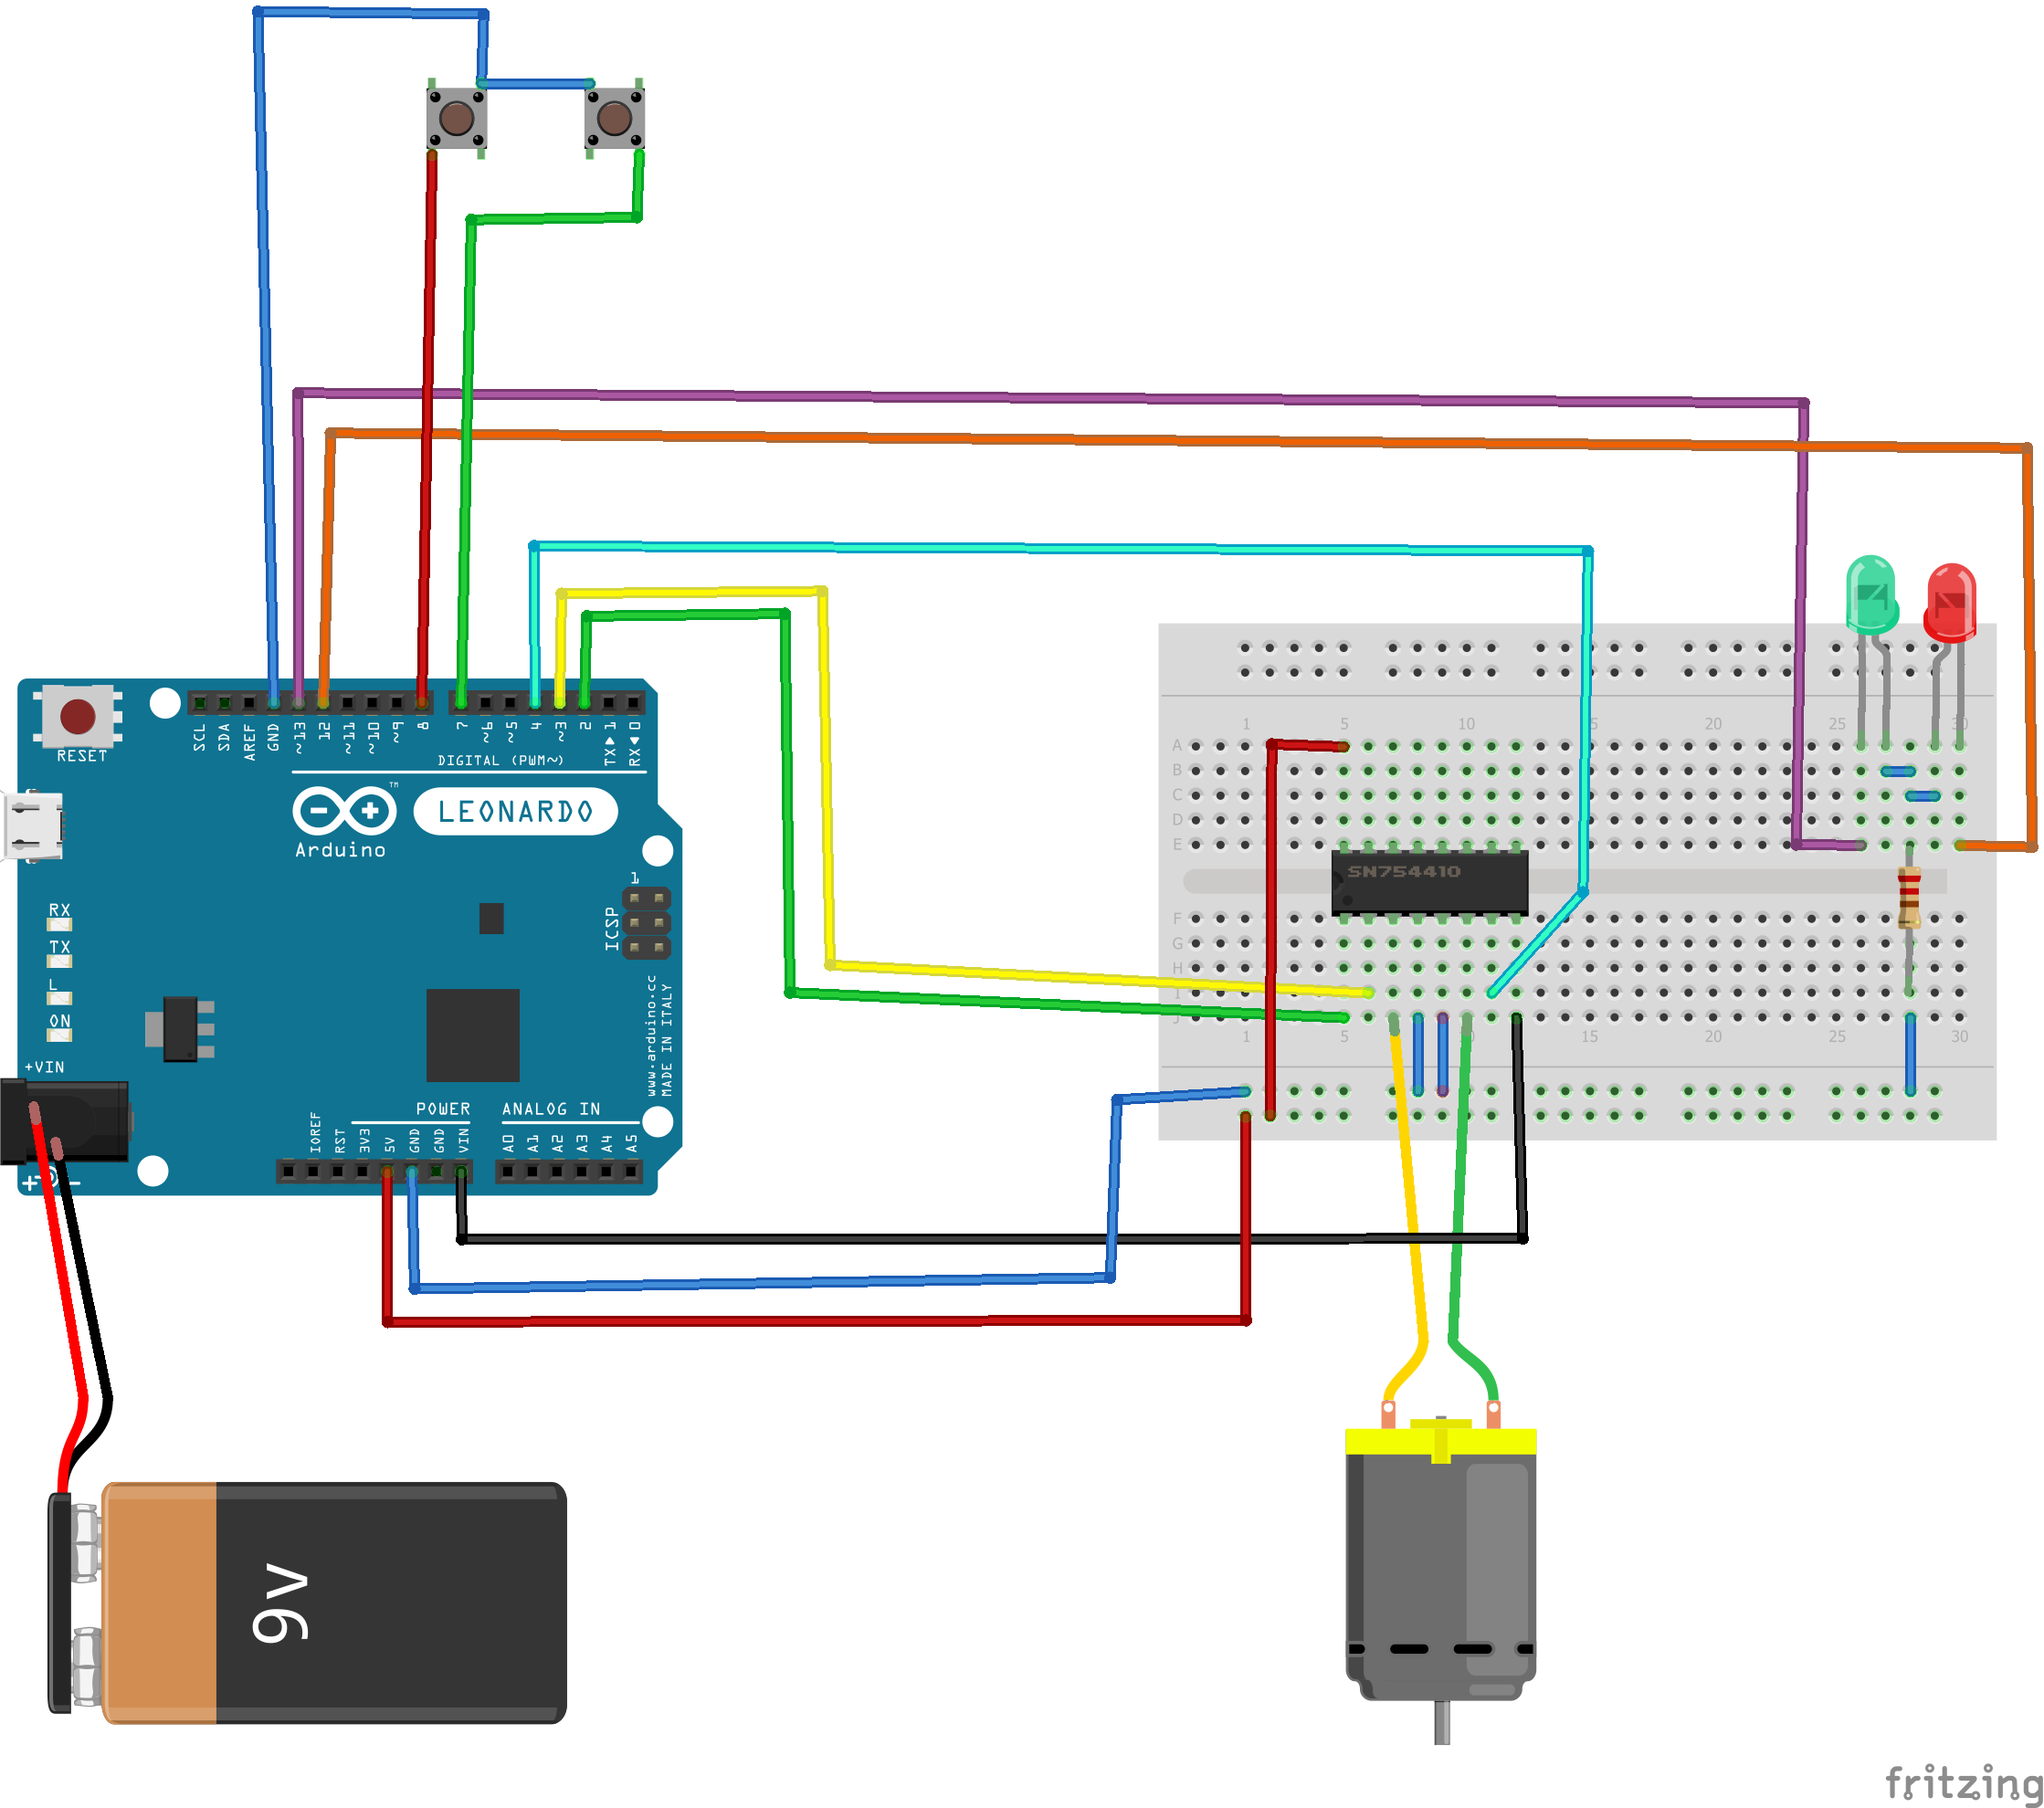 SCL
SDA
AREF
GND
~13
12
~11
~10
~9
8
7
~6
~5
4
~3
2
TX▶1
RX◀0
RESET
DIGITAL (PWM~)
TM
LEONARDO
Arduino
1
ICSP
RX
TX
L
ON
+VIN
www.arduino.cc
MADE IN ITALY
POWER
ANALOG IN
IOREF
RST
3V3
5V
GND
GND
VIN
A0
A1
A2
A3
A4
A5
+
-
1 5 10 15 20 25 30
A
B
C
D
E
SN754410
F
G
H
I
J
1 5 10 15 20 25 30
9v
fritzing